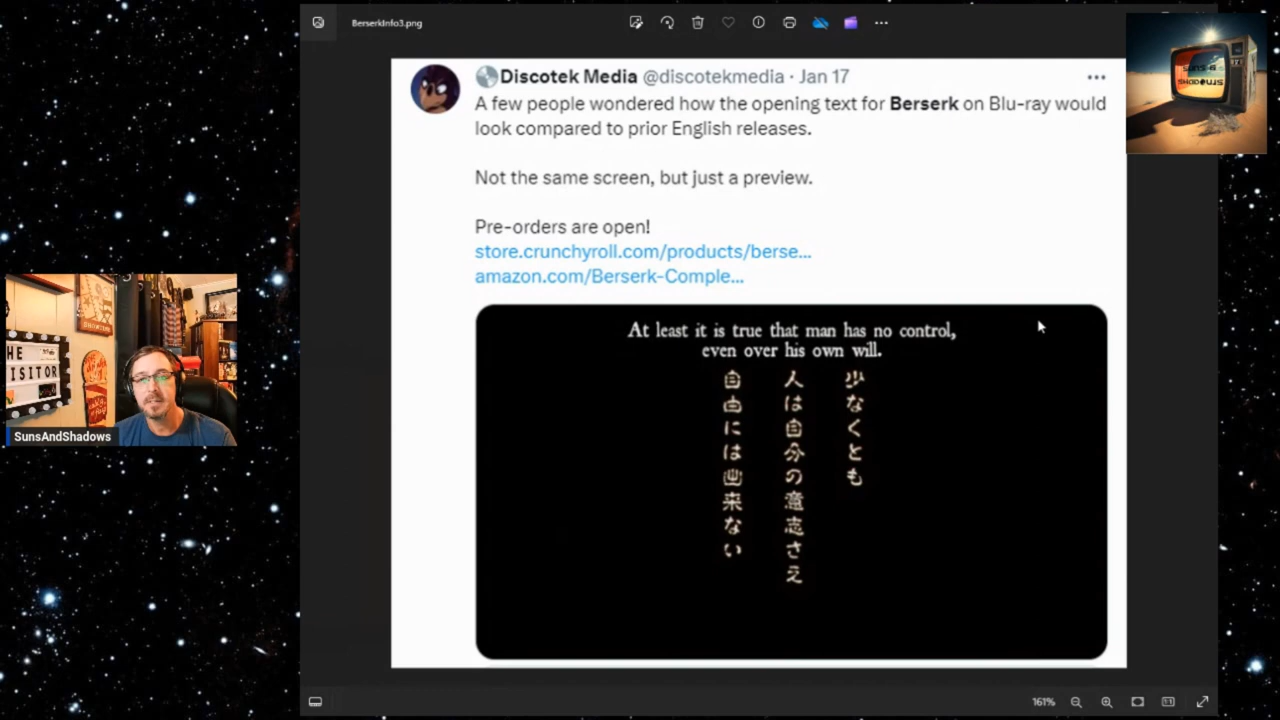 BerserkInfo3.png
Discotek Media @discotekmedia · Jan 17
A few people wondered how the opening text for Berserk on Blu-ray would
look compared to prior English releases.
Not the same screen, but just a preview.
Pre-orders are open!
store.crunchyroll.com/products/berse...
amazon.com/Berserk-Comple...
At least it is true that man has no control,
even over his own will.
少なくとも
人は自分の意志さえ
自由には出来ない
HE
ISITOR
SunsAndShadows
SUNS &
SHADOWS
161%